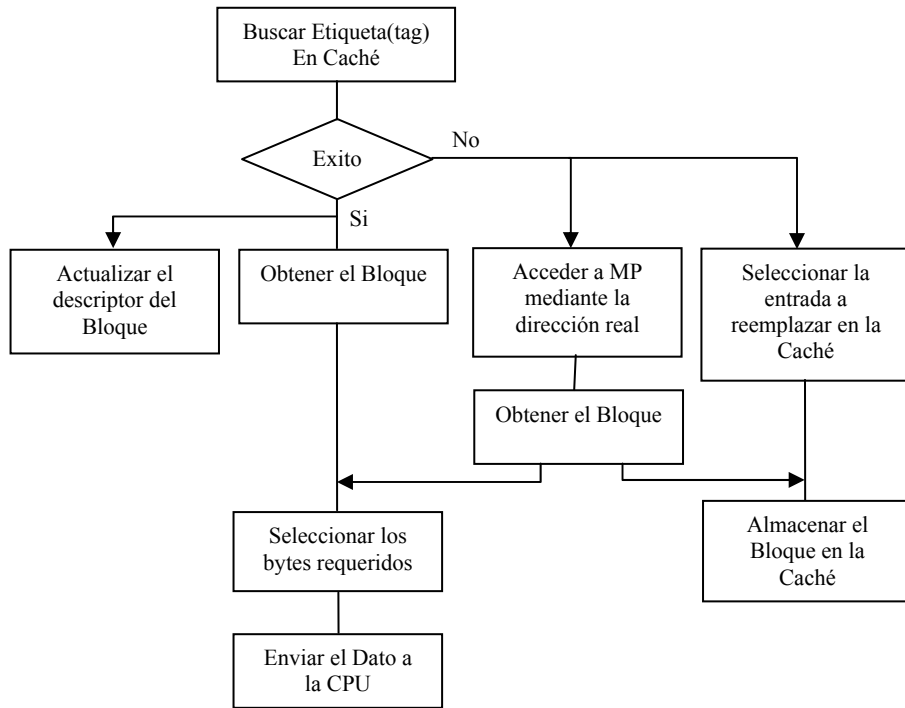 Buscar Etiqueta(tag)
En Caché
Exito
No
Si
Actualizar el
descriptor del
Bloque
Obtener el Bloque
Acceder a MP
mediante la
dirección real
Seleccionar la
entrada a
reemplazar en la
Caché
Obtener el Bloque
Seleccionar los
bytes requeridos
Almacenar el
Bloque en la
Caché
Enviar el Dato a
la CPU